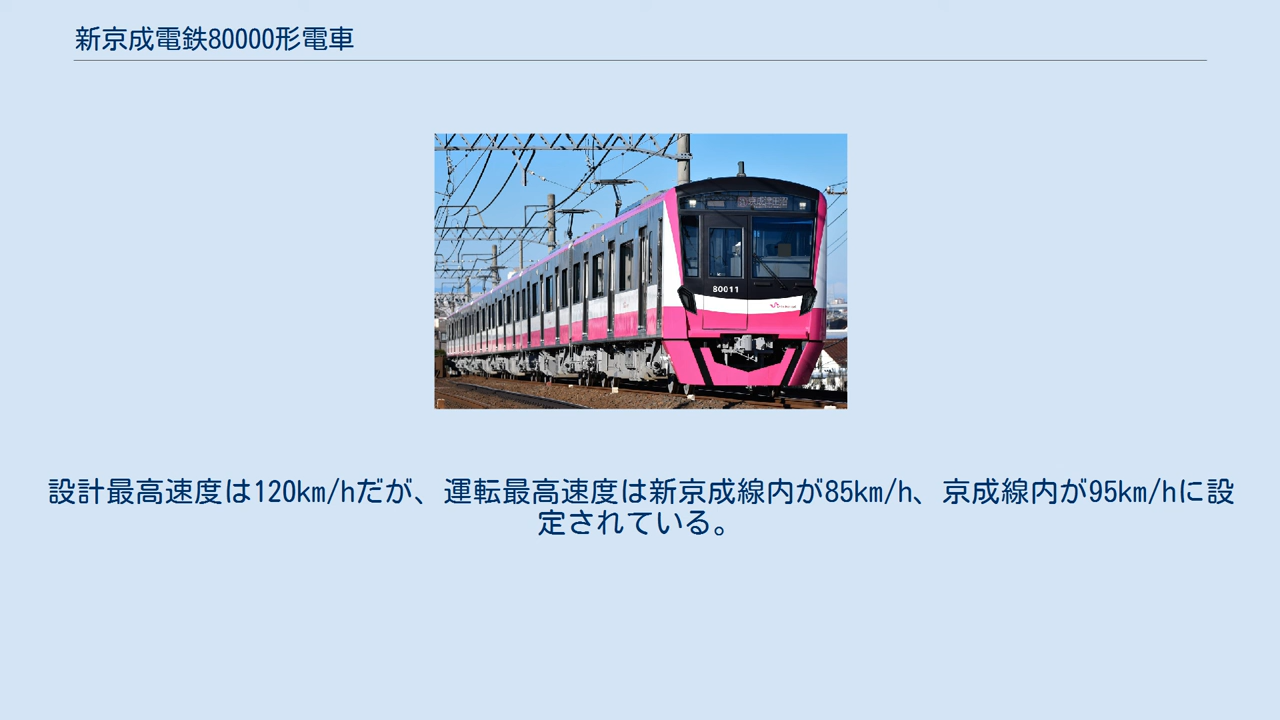 新京成電鉄80000形電車
80011
設計最高速度は120km/hだが、運転最高速度は新京成線内が85km/h、京成線内が95km/hに設
定されている。